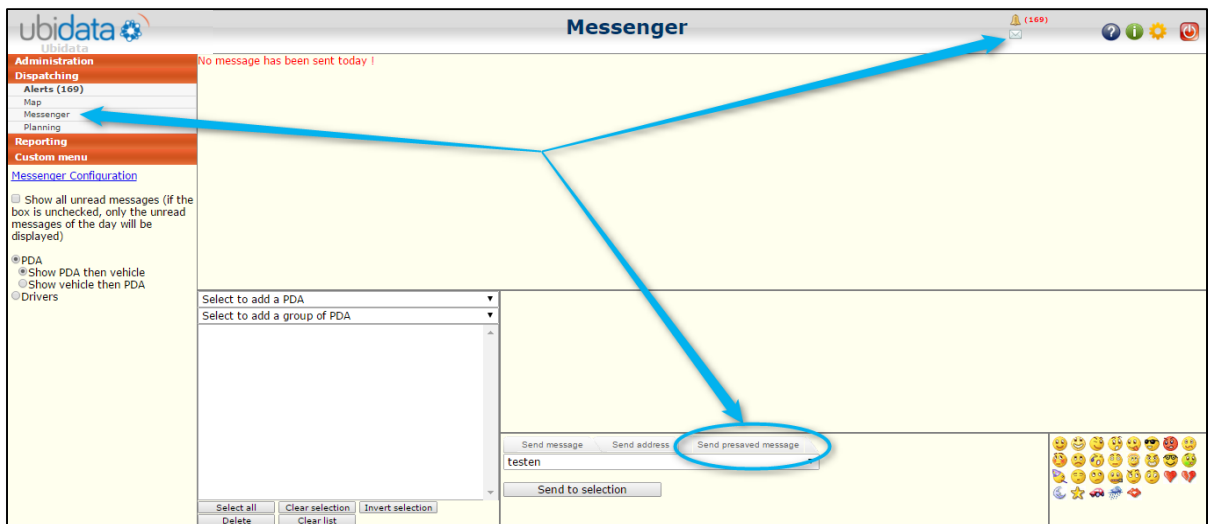 ubidata
Ubidata
Messenger
(169)
Administration
Dispatching
Alerts (169)
Map
Messenger
Planning
Reporting
Custom menu
Messenger Configuration
Show all unread messages (if the
box is unchecked, only the unread
messages of the day will be
displayed)
PDA
Show PDA then vehicle
Show vehicle then PDA
Drivers
No message has been sent today !
Select to add a PDA
Select to add a group of PDA
Select all Clear selection Invert selection
Delete Clear list
Send message Send address Send presaved message
testen
Send to selection